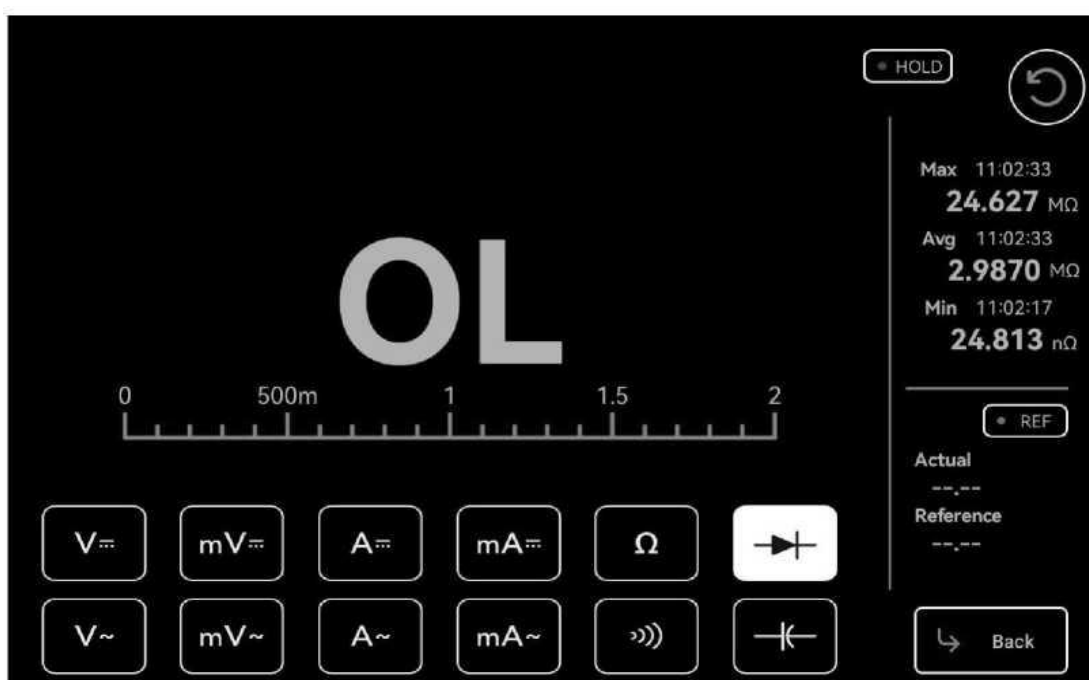 HOLD
Max 11:02:33
24.627 MΩ
Avg 11:02:33
2.9870 MΩ
Min 11:02:17
24.813 nΩ
OL
0 500m 1 1.5 2
REF
Actual
--.--
Reference
--.--
V⎓ mV⎓ A⎓ mA⎓ Ω
V~ mV~ A~ mA~
Back